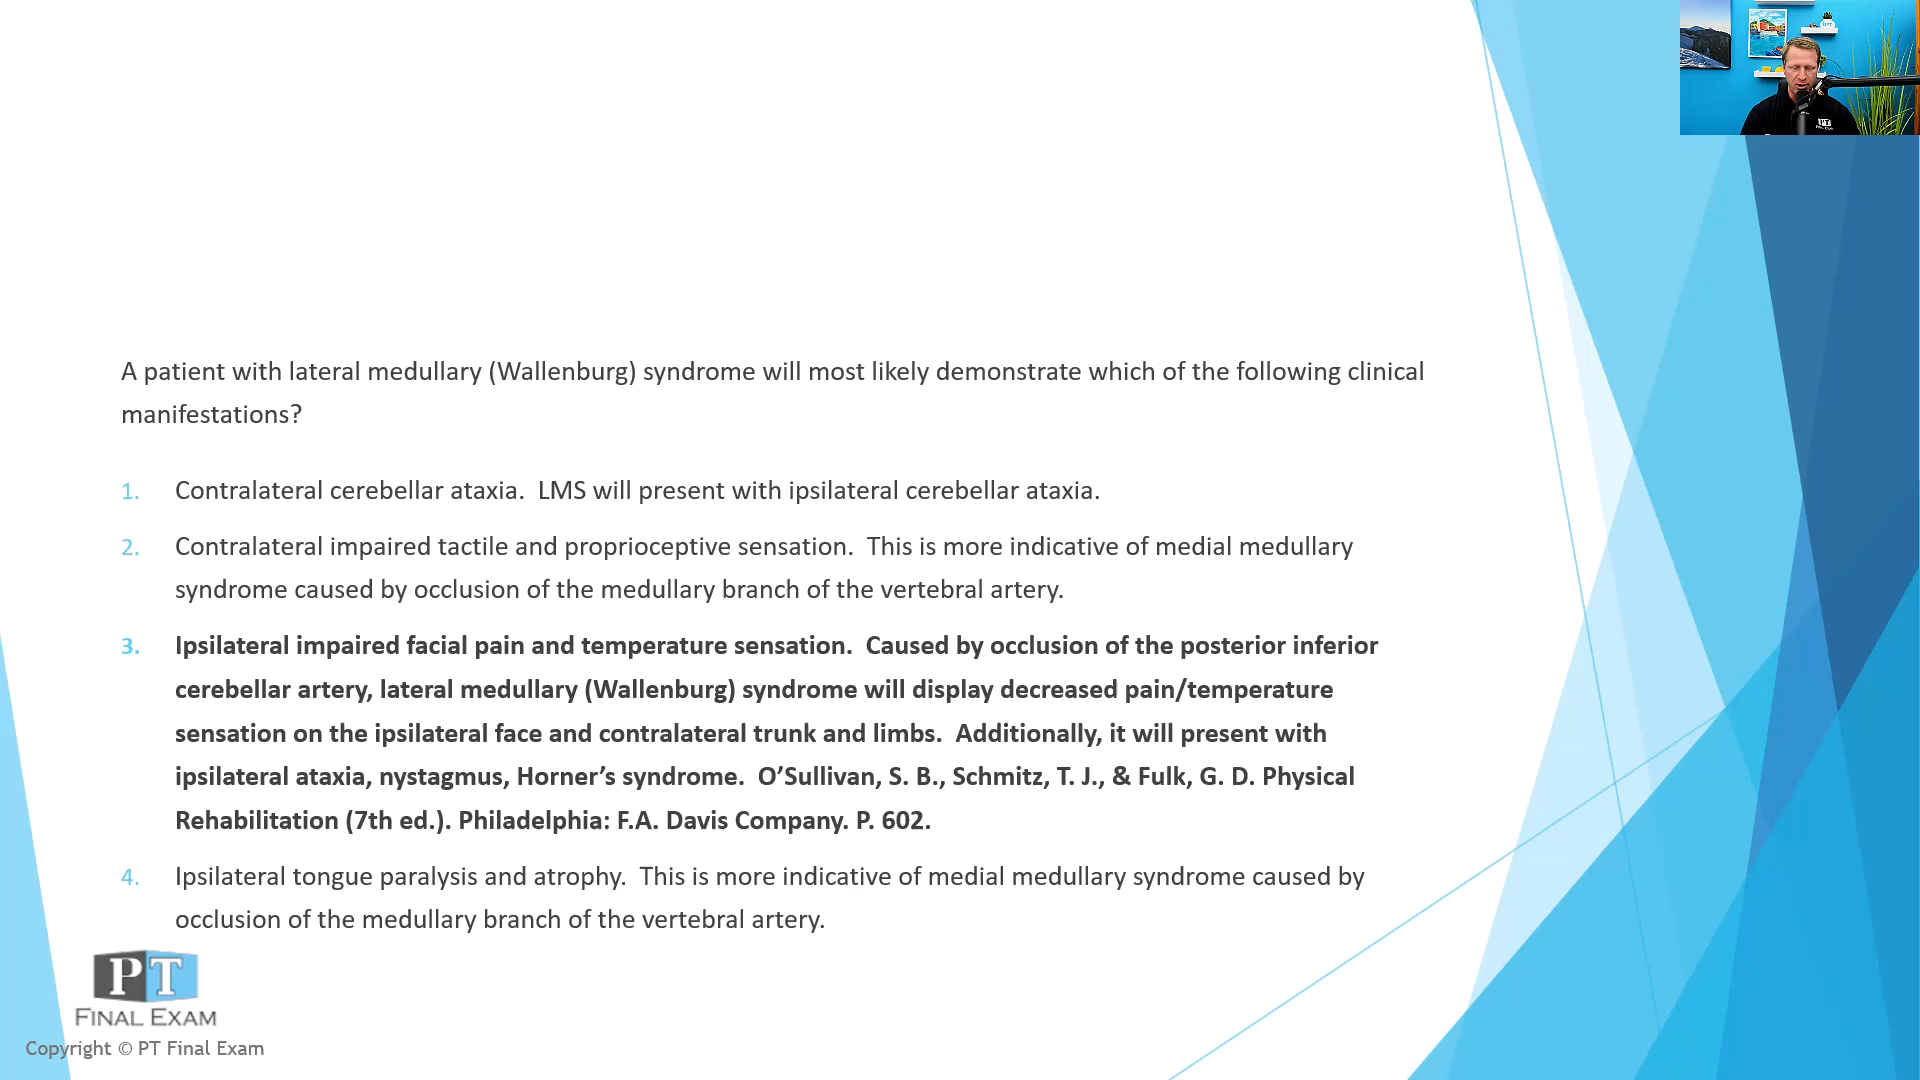 A patient with lateral medullary (Wallenburg) syndrome will most likely demonstrate which of the following clinical
manifestations?
1. Contralateral cerebellar ataxia. LMS will present with ipsilateral cerebellar ataxia.
2. Contralateral impaired tactile and proprioceptive sensation. This is more indicative of medial medullary
syndrome caused by occlusion of the medullary branch of the vertebral artery.
3. Ipsilateral impaired facial pain and temperature sensation. Caused by occlusion of the posterior inferior
cerebellar artery, lateral medullary (Wallenburg) syndrome will display decreased pain/temperature
sensation on the ipsilateral face and contralateral trunk and limbs. Additionally, it will present with
ipsilateral ataxia, nystagmus, Horner’s syndrome. O’Sullivan, S. B., Schmitz, T. J., & Fulk, G. D. Physical
Rehabilitation (7th ed.). Philadelphia: F.A. Davis Company. P. 602.
4. Ipsilateral tongue paralysis and atrophy. This is more indicative of medial medullary syndrome caused by
occlusion of the medullary branch of the vertebral artery.
PT
FINAL EXAM
Copyright © PT Final Exam